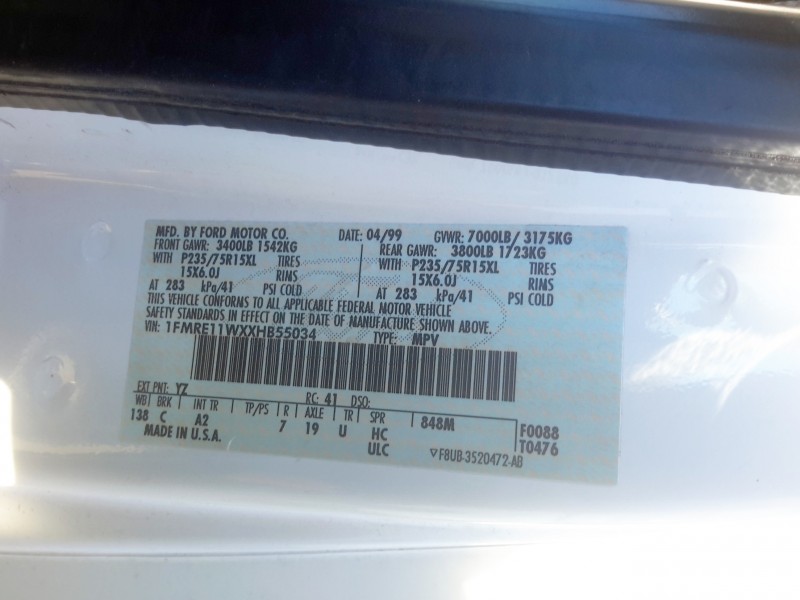 MFD. BY FORD MOTOR CO. DATE: 04/99 GVWR: 7000LB/ 3175KG
FRONT GAWR: 3400LB 1542KG REAR GAWR: 3800LB 1723KG
WITH P235/75R15XL TIRES WITH P235/75R15XL TIRES
15X6.0J RINS 15X6.0J RINS
AT 283 kPa/41 PSI COLD AT 283 kPa/41 PSI COLD
THIS VEHICLE CONFORMS TO ALL APPLICABLE FEDERAL MOTOR VEHICLE
SAFETY STANDARDS IN EFFECT ON THE DATE OF MANUFACTURE SHOWN ABOVE.
VIN: 1FMRE11WXXHB55034 TYPE: MPV
EXT PNT: YZ RC: 41 DSO:
WB BRK INT TR TP/PS R AXLE TR SPR 848M F0088
138 C A2 7 19 U HC T0476
MADE IN U.S.A. ULC ▽F8UB-3520472-AB